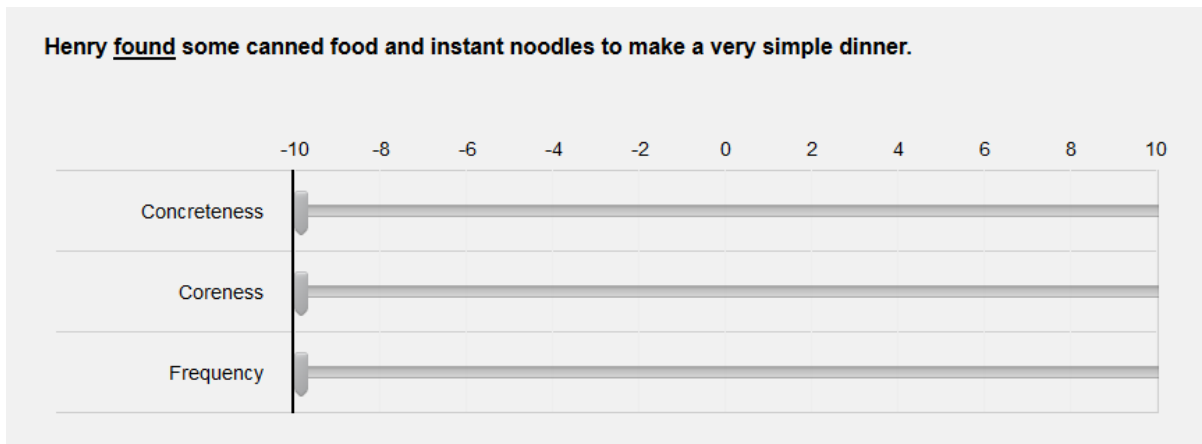 Henry found some canned food and instant noodles to make a very simple dinner.
-10 -8 -6 -4 -2 0 2 4 6 8 10
Concreteness
Coreness
Frequency